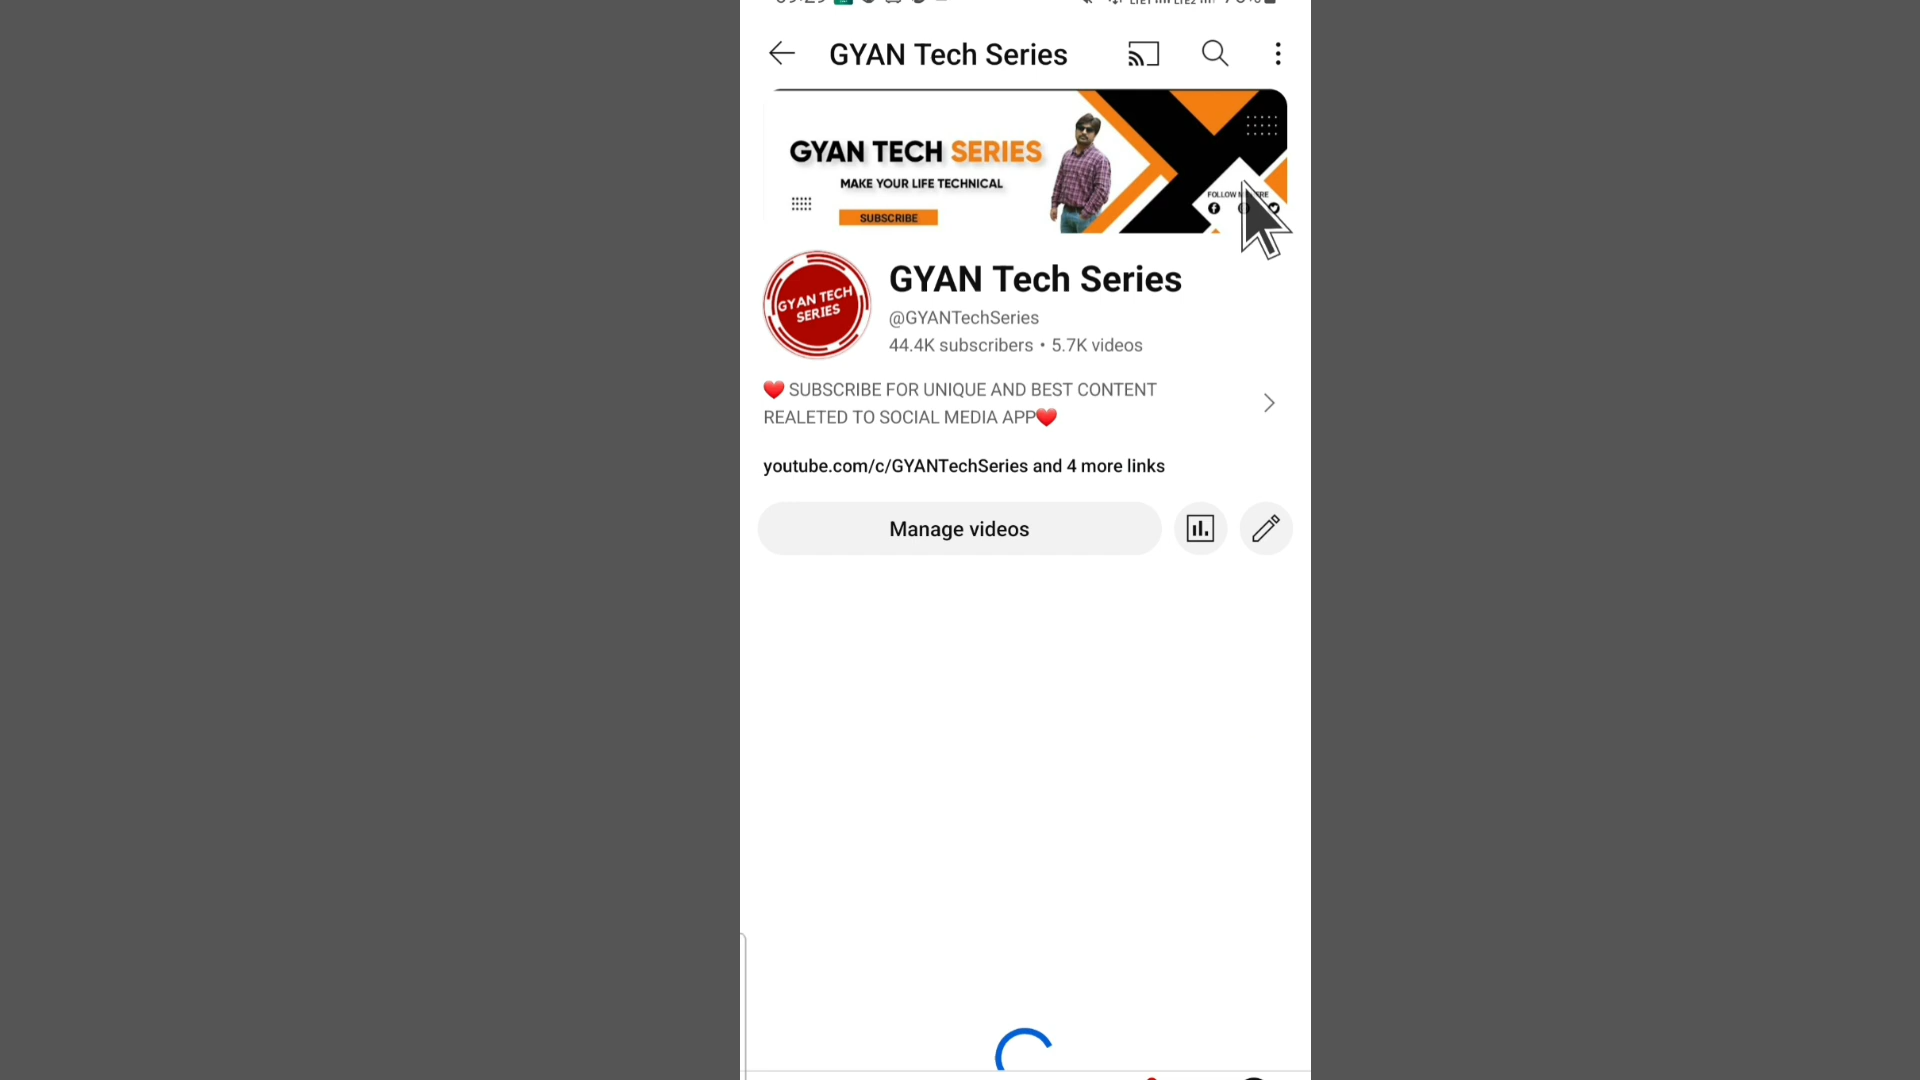 GYAN Tech Series
GYAN TECH SERIES
MAKE YOUR LIFE TECHNICAL
SUBSCRIBE
FOLLOW
GYAN TECH
SERIES
GYAN Tech Series
@GYANTechSeries
44.4K subscribers • 5.7K videos
❤️ SUBSCRIBE FOR UNIQUE AND BEST CONTENT
REALETED TO SOCIAL MEDIA APP❤️
youtube.com/c/GYANTechSeries and 4 more links
Manage videos